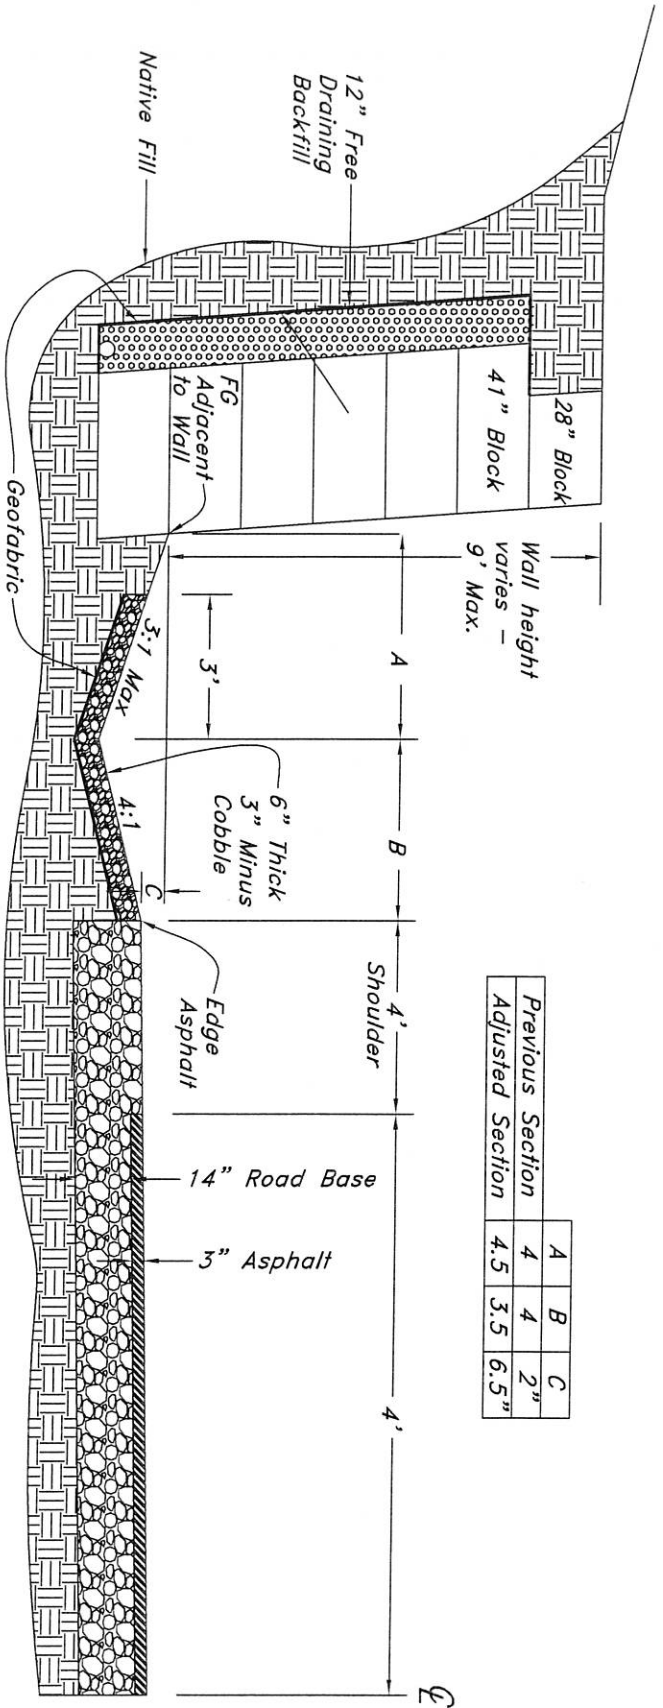 12" Free
Draining
Backfill
Native Fill
28" Block
41" Block
FG
Adjacent
to Wall
Geofabric
Wall height
varies –
9' Max.
A
3'
3:1 Max
B
4:1
6" Thick
3" Minus
Cobble
C
Edge
Asphalt
4'
Shoulder
14" Road Base
3" Asphalt
4'
CL
A B C
Previous Section 4 4 2"
Adjusted Section 4.5 3.5 6.5"